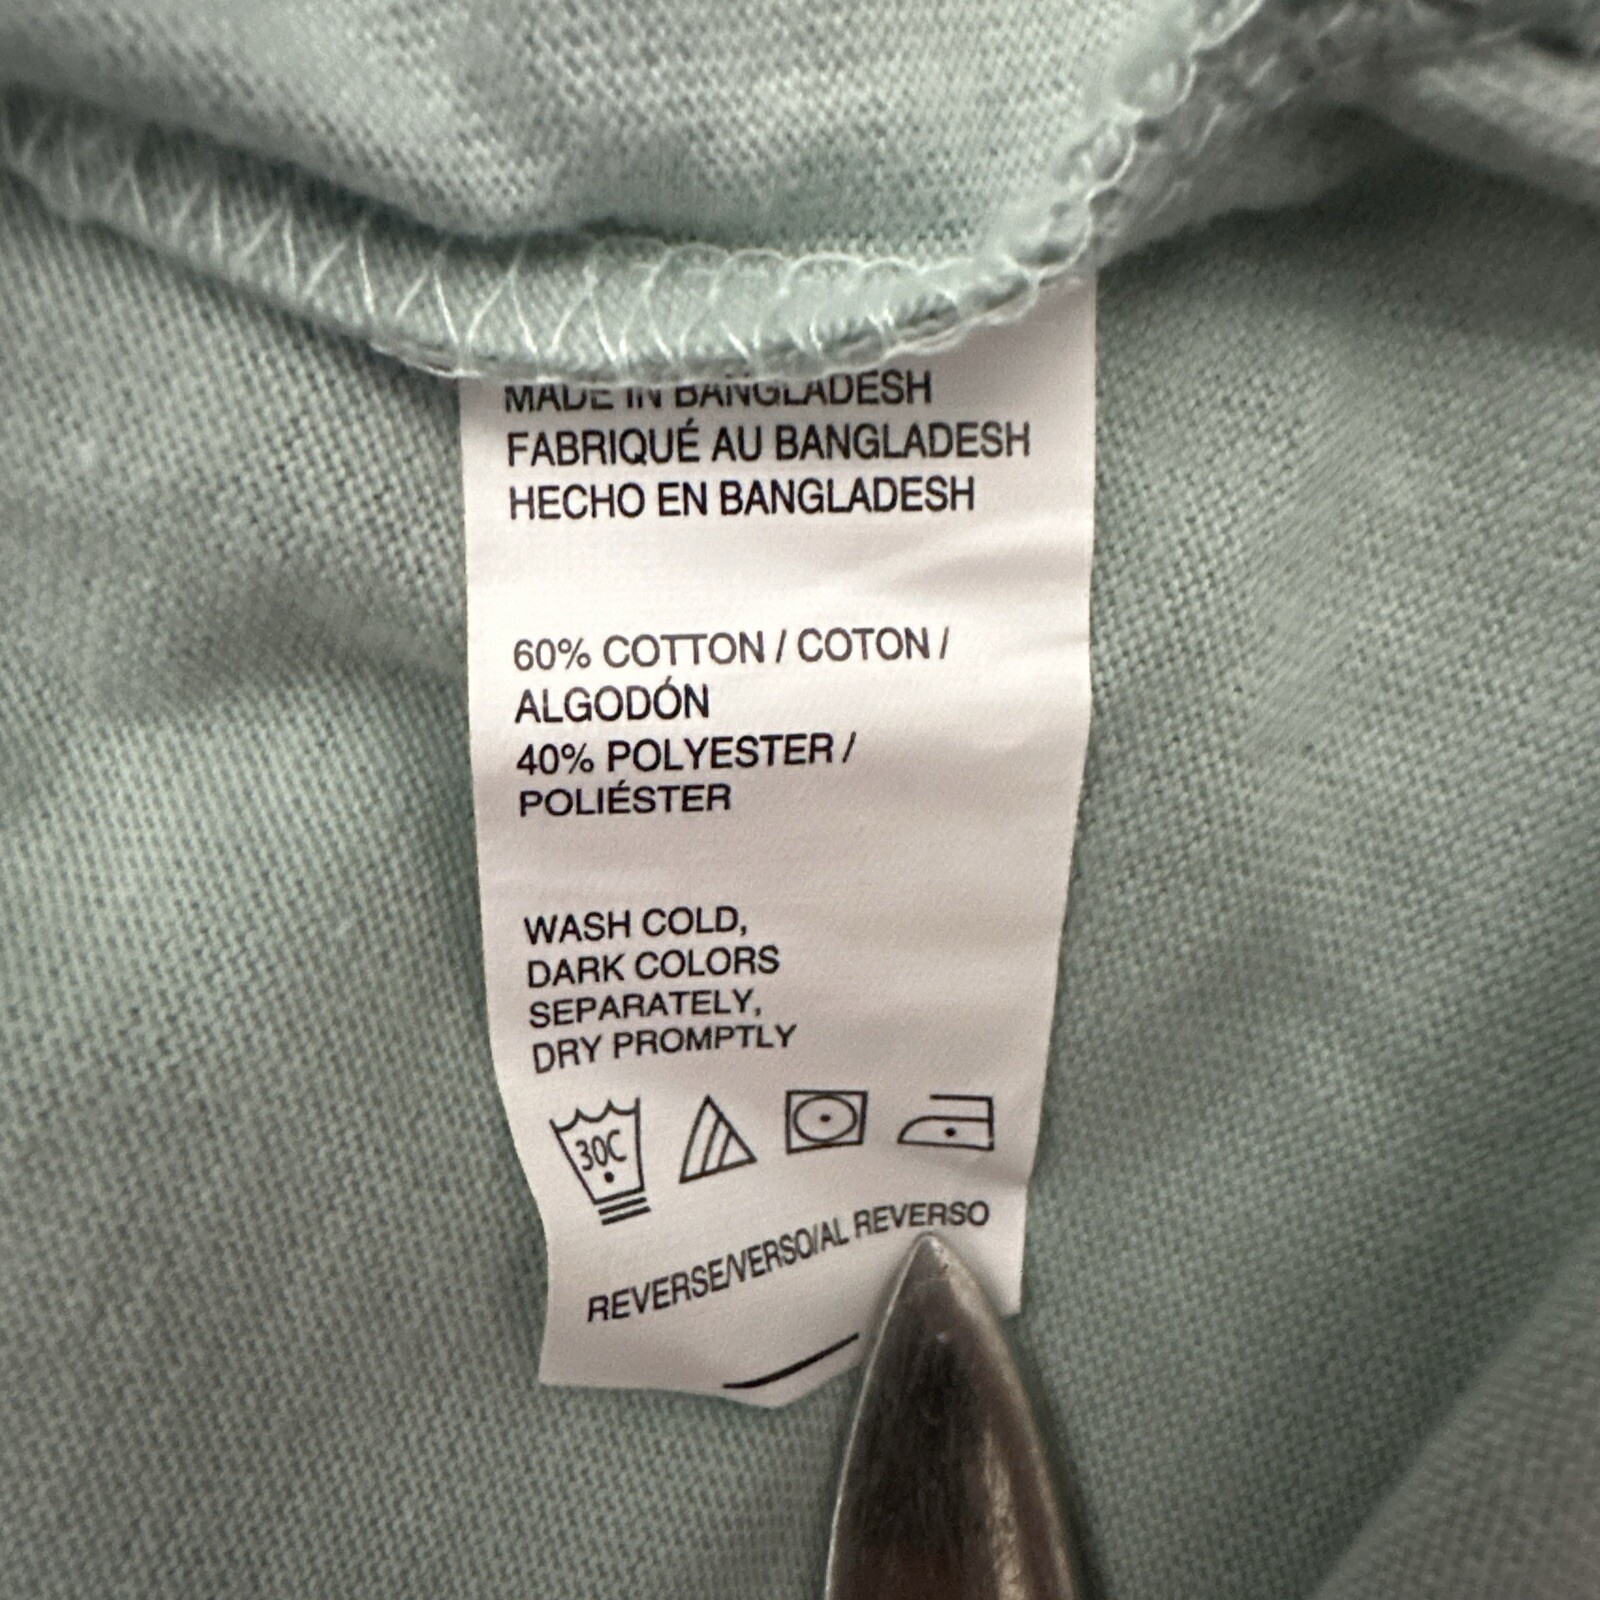 MADE IN BANGLADESH
FABRIQUÉ AU BANGLADESH
HECHO EN BANGLADESH
60% COTTON / COTON /
ALGODÓN
40% POLYESTER /
POLIÉSTER
WASH COLD,
DARK COLORS
SEPARATELY,
DRY PROMPTLY
30C
REVERSE/VERSO/AL REVERSO